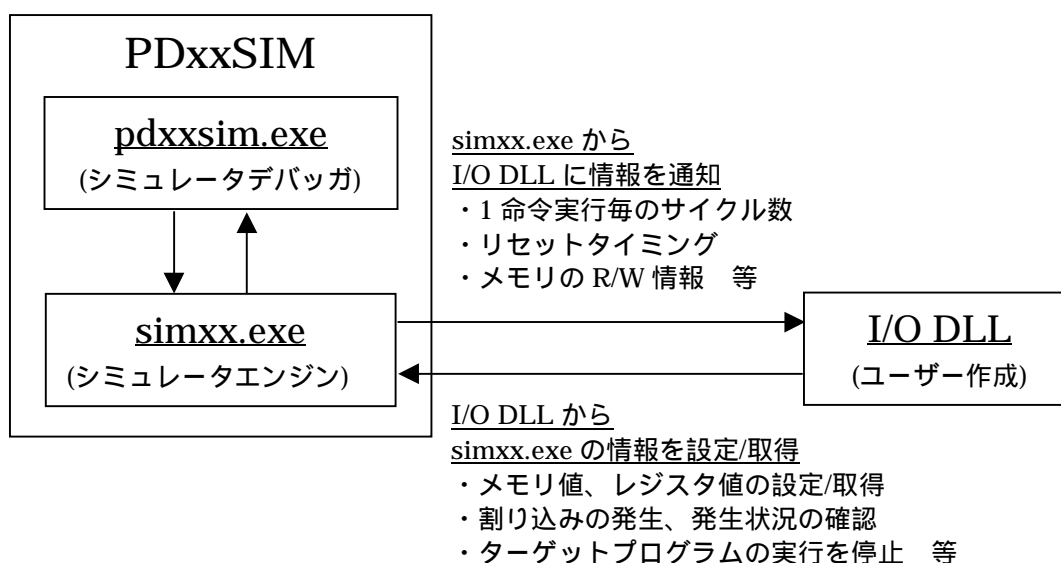 PDxxSIM
pdxxsim.exe
(シミュレータデバッガ)
simxx.exe
(シミュレータエンジン)
simxx.exe から
I/O DLL に情報を通知
・1 命令実行毎のサイクル数
・リセットタイミング
・メモリの R/W 情報　等
I/O DLL
(ユーザー作成)
I/O DLL から
simxx.exe の情報を設定/取得
・メモリ値、レジスタ値の設定/取得
・割り込みの発生、発生状況の確認
・ターゲットプログラムの実行を停止　等